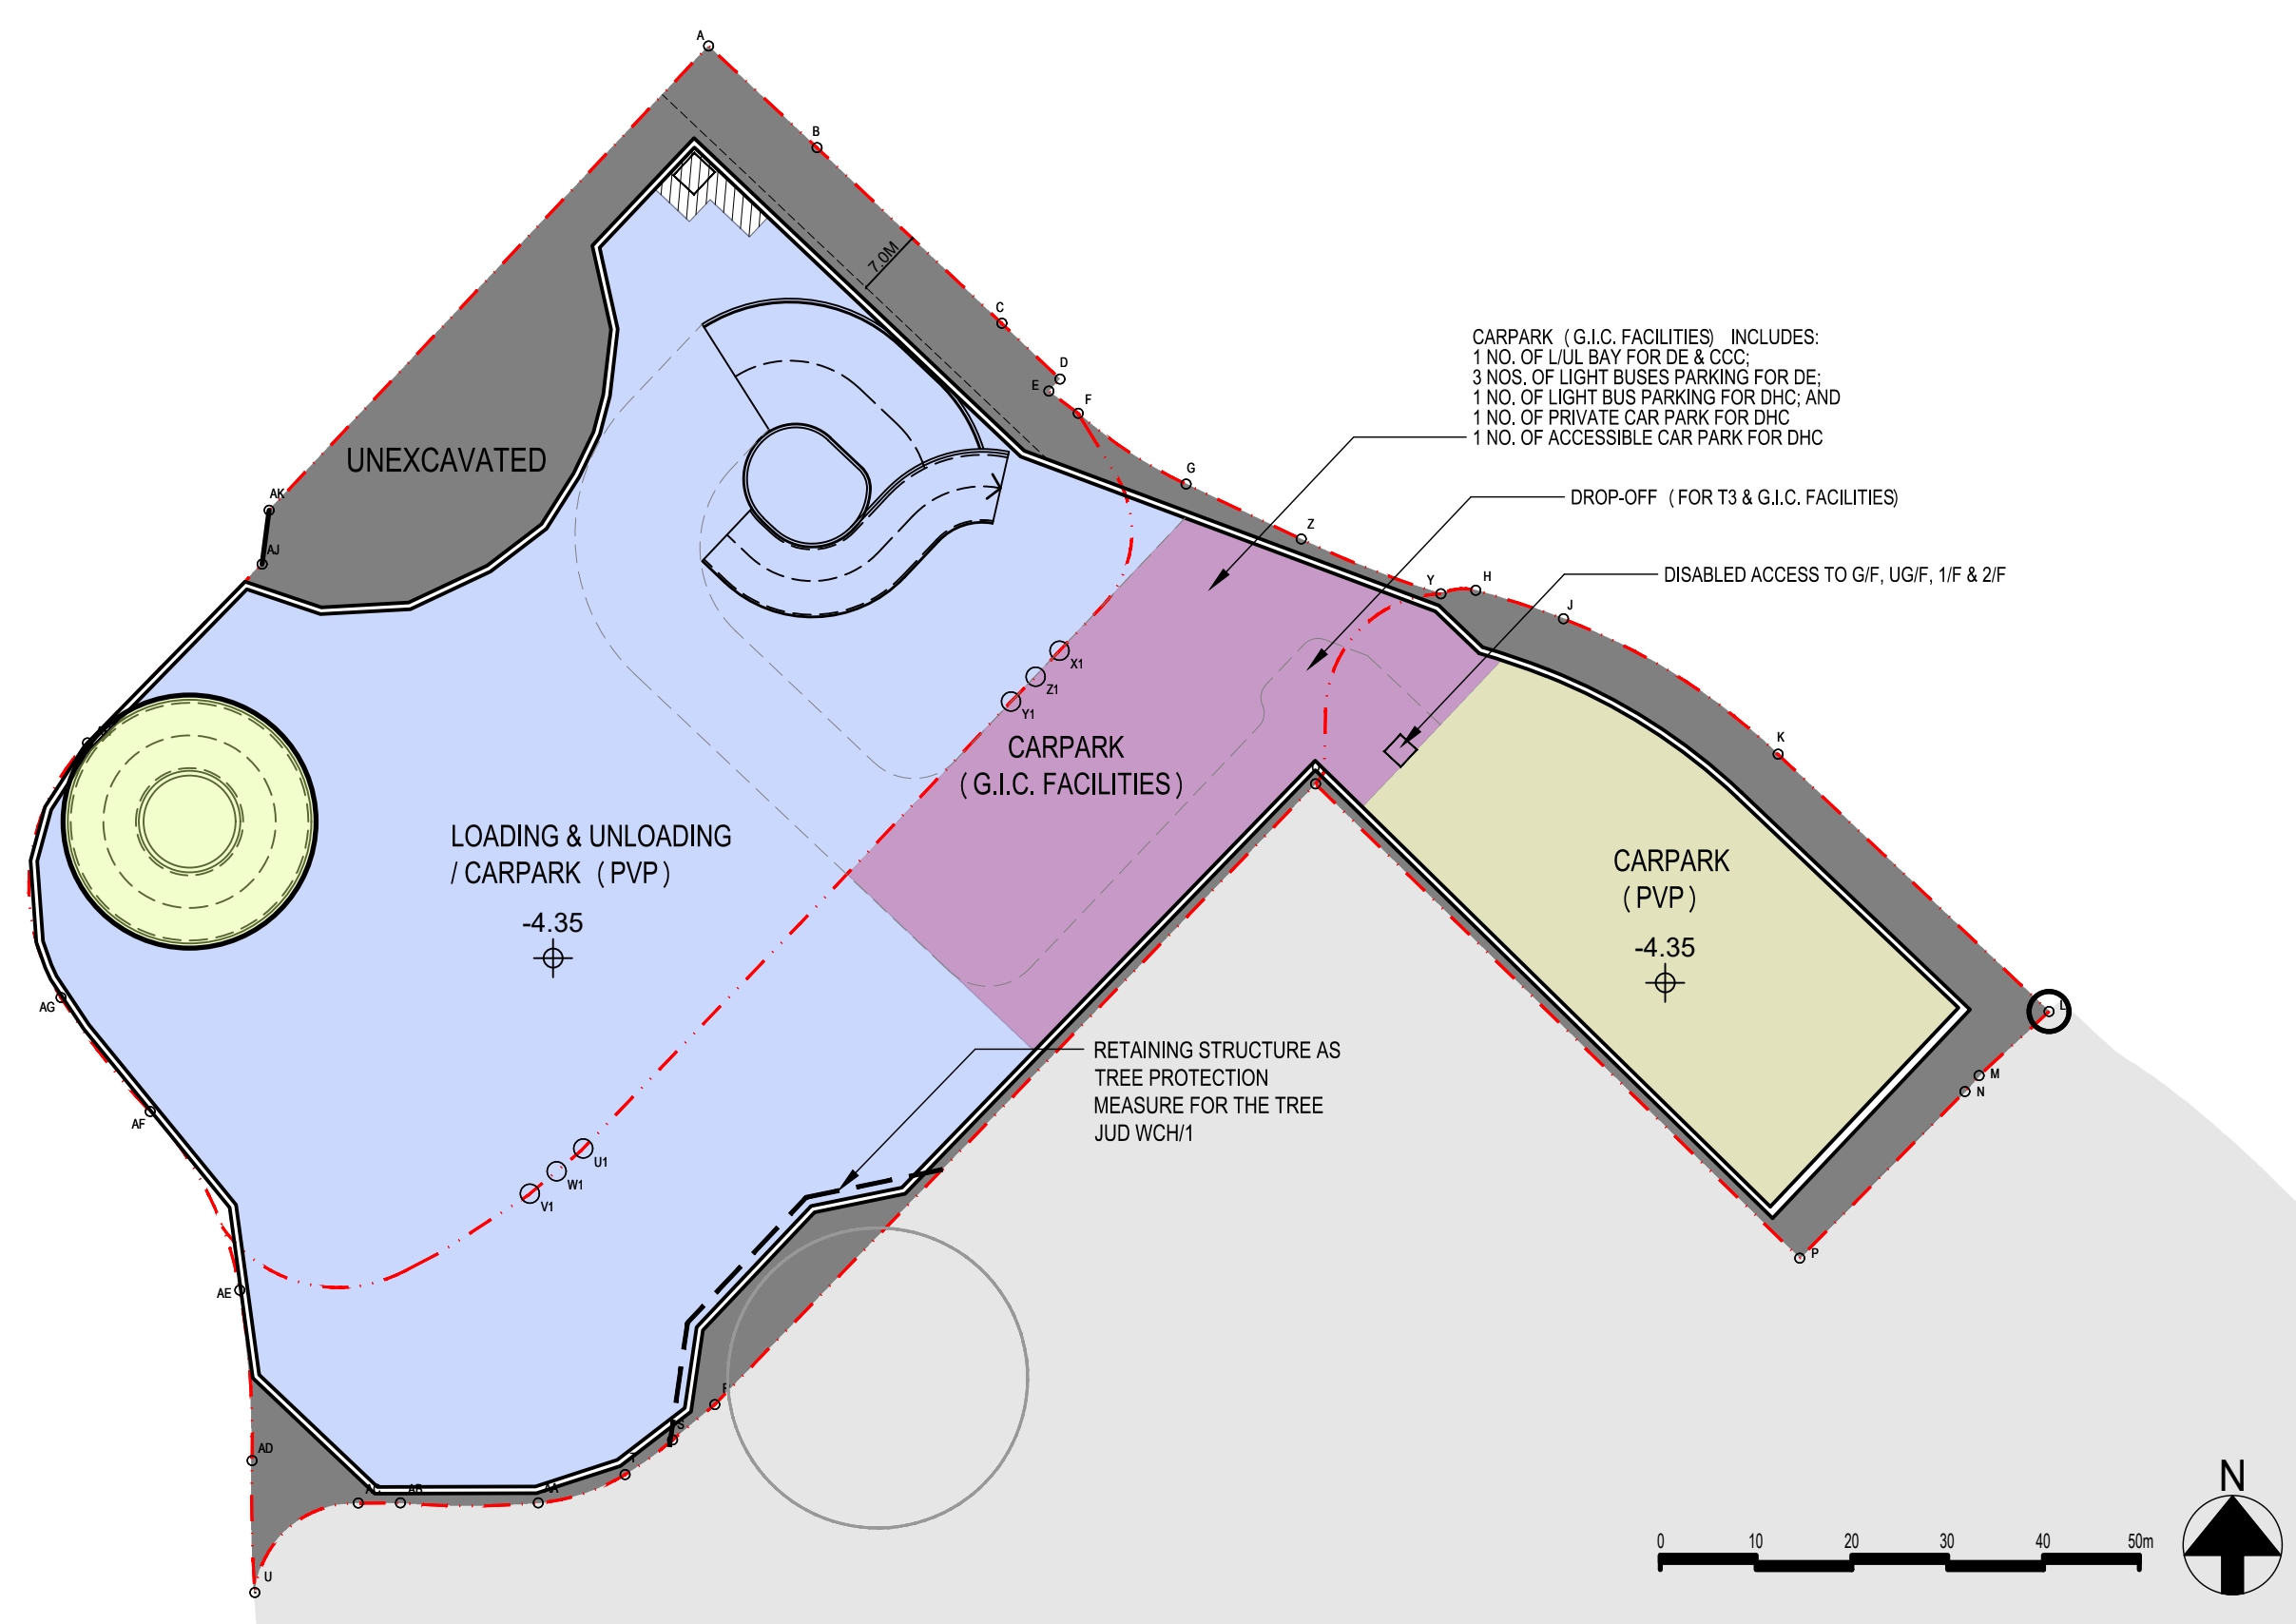 A
B
7.0M
C
D
E
F
G
Z
Y
H
J
K
L
M
N
P
CARPARK (G.I.C. FACILITIES) INCLUDES:
1 NO. OF L/UL BAY FOR DE & CCC;
3 NOS. OF LIGHT BUSES PARKING FOR DE;
1 NO. OF LIGHT BUS PARKING FOR DHC; AND
1 NO. OF PRIVATE CAR PARK FOR DHC
1 NO. OF ACCESSIBLE CAR PARK FOR DHC
DROP-OFF (FOR T3 & G.I.C. FACILITIES)
DISABLED ACCESS TO G/F, UG/F, 1/F & 2/F
UNEXCAVATED
AK
AJ
X1
Z1
Y1
CARPARK
(G.I.C. FACILITIES)
LOADING & UNLOADING
/ CARPARK (PVP)
-4.35
CARPARK
(PVP)
-4.35
AG
AF
RETAINING STRUCTURE AS
TREE PROTECTION
MEASURE FOR THE TREE
JUD WCH/1
U1
W1
V1
AE
S
T
AD
AB
AA
U
N
0 10 20 30 40 50m